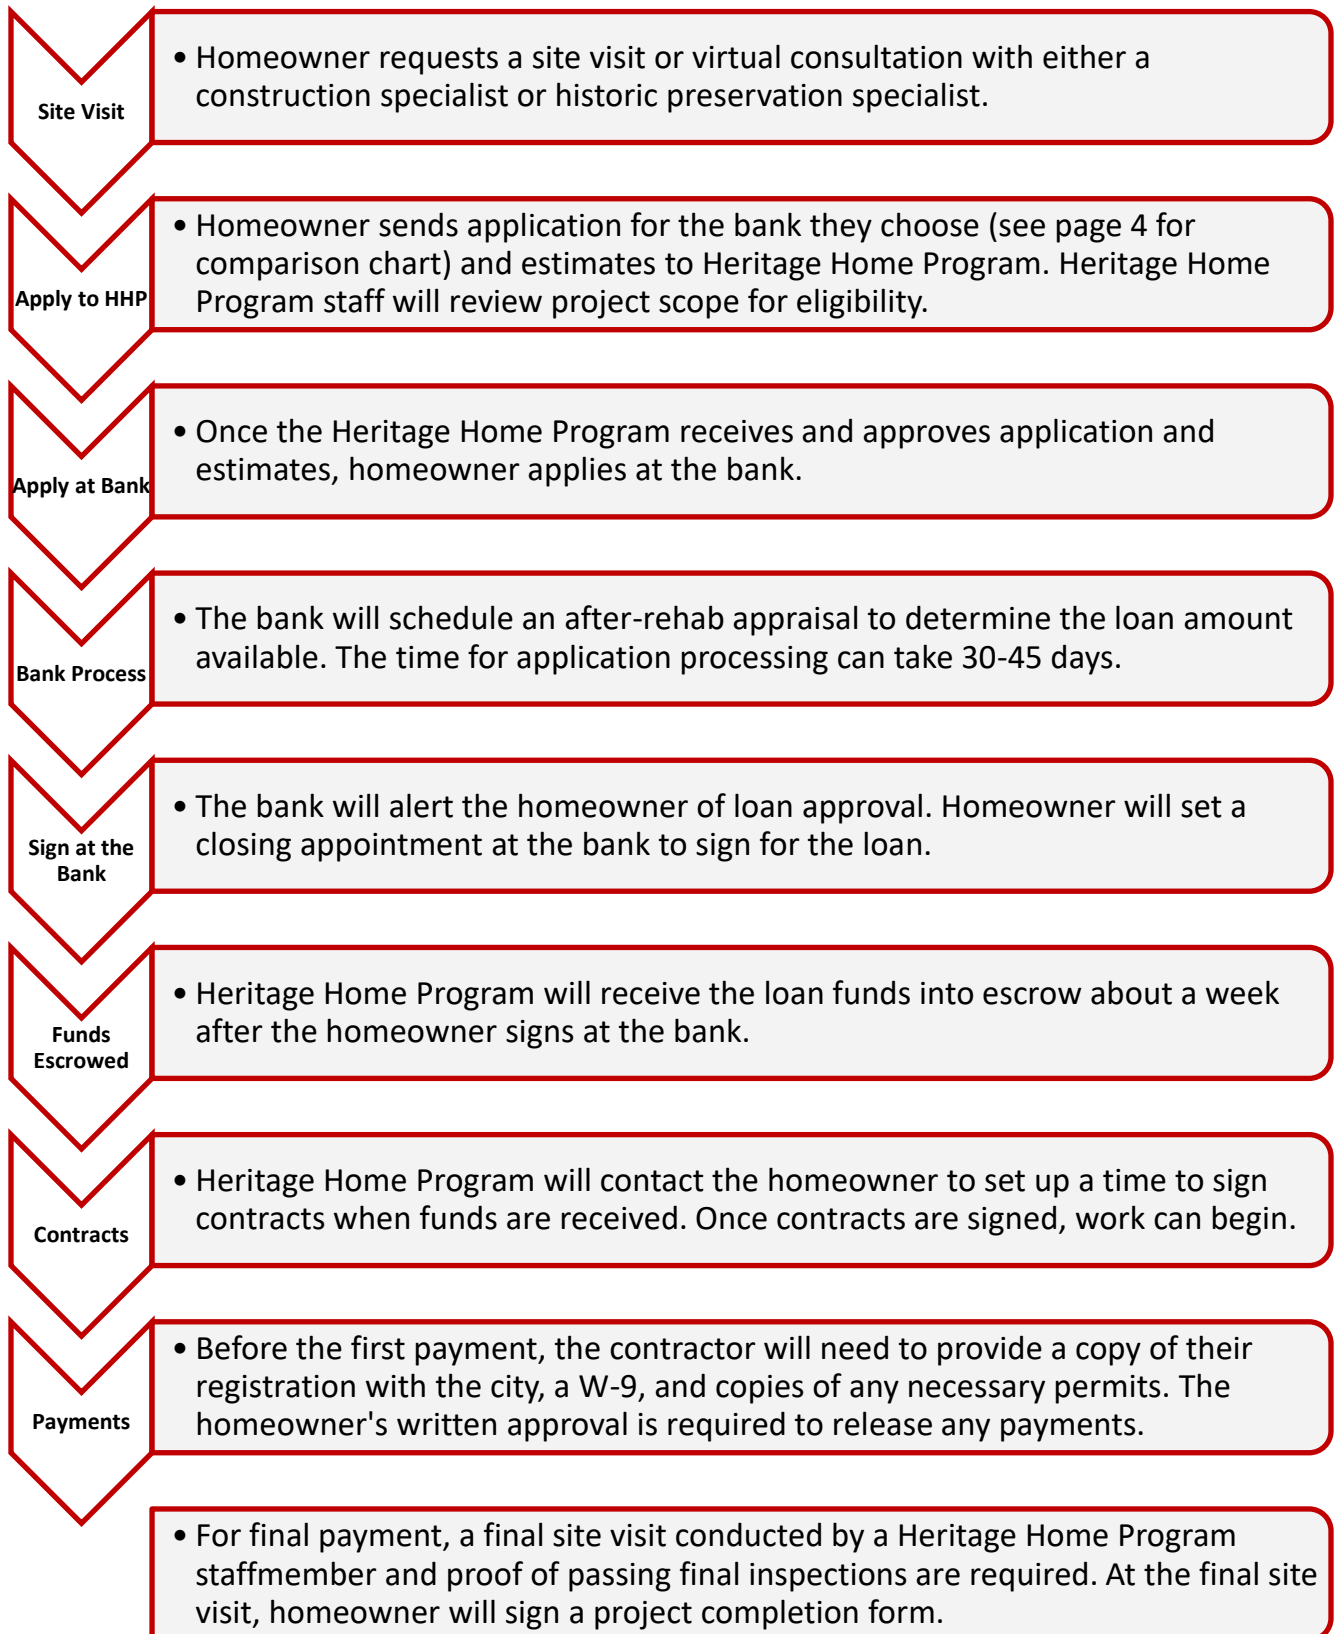 Site Visit
• Homeowner requests a site visit or virtual consultation with either a
construction specialist or historic preservation specialist.
Apply to HHP
• Homeowner sends application for the bank they choose (see page 4 for
comparison chart) and estimates to Heritage Home Program. Heritage Home
Program staff will review project scope for eligibility.
Apply at Bank
• Once the Heritage Home Program receives and approves application and
estimates, homeowner applies at the bank.
Bank Process
• The bank will schedule an after-rehab appraisal to determine the loan amount
available. The time for application processing can take 30-45 days.
Sign at the
Bank
• The bank will alert the homeowner of loan approval. Homeowner will set a
closing appointment at the bank to sign for the loan.
Funds
Escrowed
• Heritage Home Program will receive the loan funds into escrow about a week
after the homeowner signs at the bank.
Contracts
• Heritage Home Program will contact the homeowner to set up a time to sign
contracts when funds are received. Once contracts are signed, work can begin.
Payments
• Before the first payment, the contractor will need to provide a copy of their
registration with the city, a W-9, and copies of any necessary permits. The
homeowner's written approval is required to release any payments.
• For final payment, a final site visit conducted by a Heritage Home Program
staffmember and proof of passing final inspections are required. At the final site
visit, homeowner will sign a project completion form.